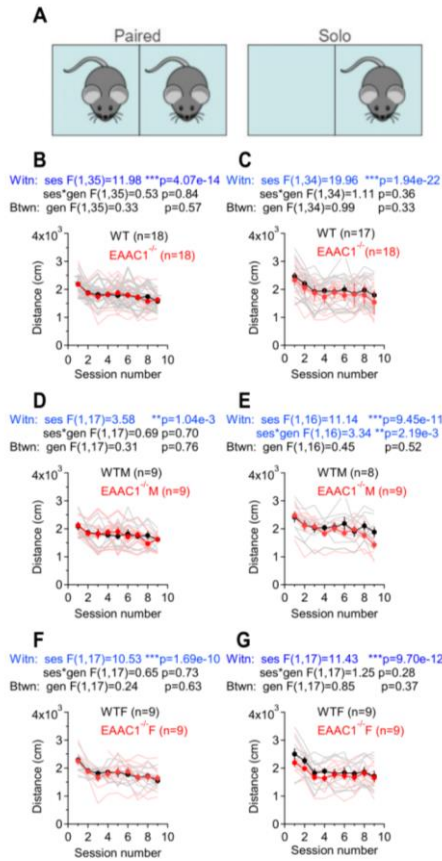 A
Paired Solo
B
Witn: ses F(1,35)=11.98 ***p=4.07e-14
ses*gen F(1,35)=0.53 p=0.84
Btwn: gen F(1,35)=0.33 p=0.57
WT (n=18)
EAAC1-/- (n=18)
4x10³
3
2
1
0
Distance (cm)
0 2 4 6 8 10
Session number
C
Witn: ses F(1,34)=19.96 ***p=1.94e-22
ses*gen F(1,34)=1.11 p=0.36
Btwn: gen F(1,34)=0.99 p=0.33
WT (n=17)
EAAC1-/- (n=18)
4x10³
3
2
1
0
Distance (cm)
0 2 4 6 8 10
Session number
D
Witn: ses F(1,17)=3.58 **p=1.04e-3
ses*gen F(1,17)=0.69 p=0.70
Btwn: gen F(1,17)=0.31 p=0.76
WTM (n=9)
EAAC1-/-M (n=9)
4x10³
3
2
1
0
Distance (cm)
0 2 4 6 8 10
Session number
E
Witn: ses F(1,16)=11.14 ***p=9.45e-11
ses*gen F(1,16)=3.34 **p=2.19e-3
Btwn: gen F(1,16)=0.45 p=0.52
WTM (n=8)
EAAC1-/-M (n=9)
4x10³
3
2
1
0
Distance (cm)
0 2 4 6 8 10
Session number
F
Witn: ses F(1,17)=10.53 ***p=1.69e-10
ses*gen F(1,17)=0.65 p=0.73
Btwn: gen F(1,17)=0.24 p=0.63
WTF (n=9)
EAAC1-/-F (n=9)
4x10³
3
2
1
0
Distance (cm)
0 2 4 6 8 10
Session number
G
Witn: ses F(1,17)=11.43 ***p=9.70e-12
ses*gen F(1,17)=1.25 p=0.28
Btwn: gen F(1,17)=0.85 p=0.37
WTF (n=9)
EAAC1-/-F (n=9)
4x10³
3
2
1
0
Distance (cm)
0 2 4 6 8 10
Session number